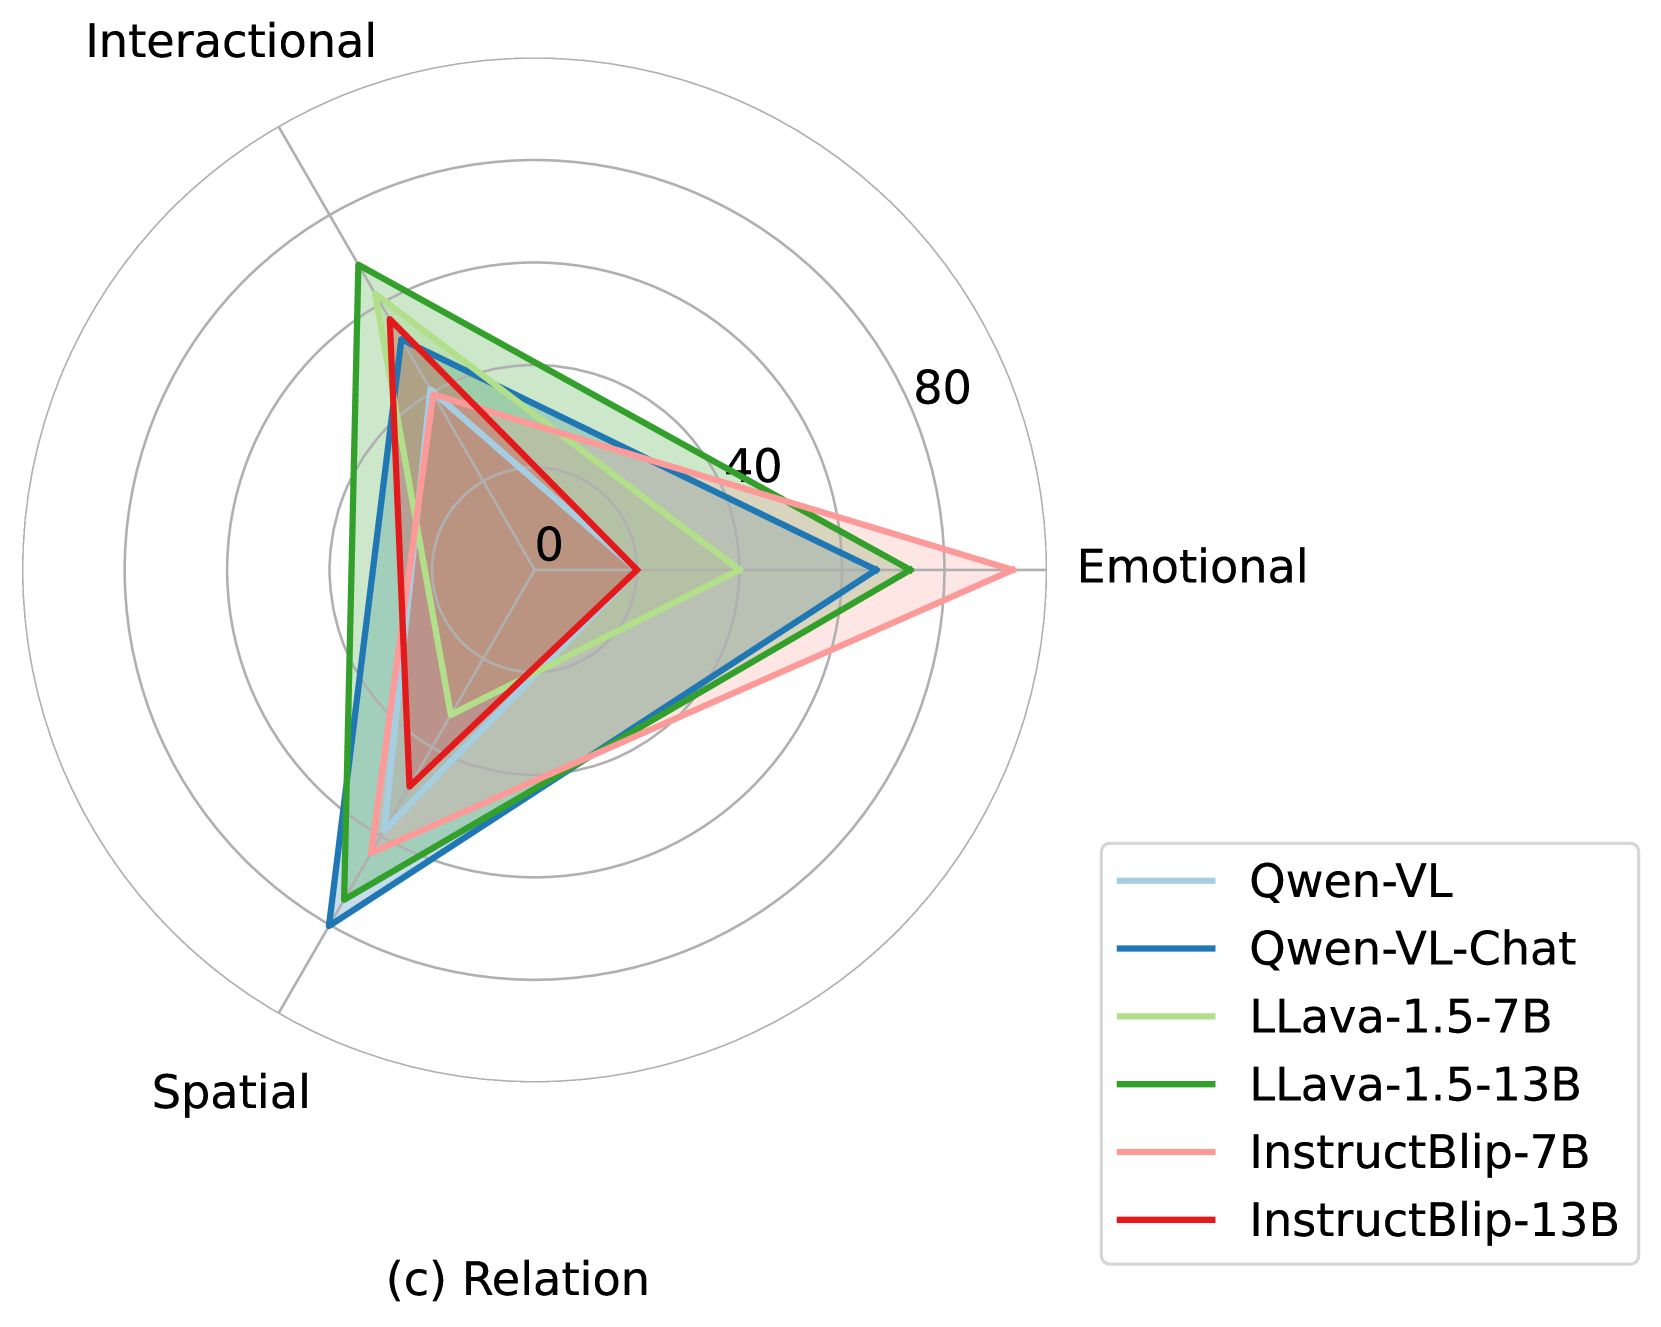 Interactional
80
40
0
Emotional
Spatial
Qwen-VL
Qwen-VL-Chat
LLava-1.5-7B
LLava-1.5-13B
InstructBlip-7B
InstructBlip-13B
(c) Relation